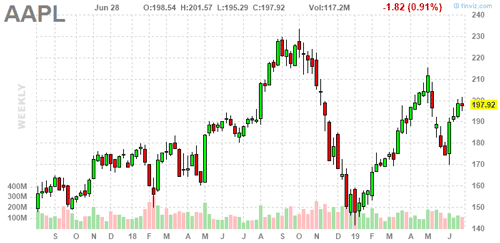 AAPL Jun 28 O:198.54 H:201.57 L:195.29 C:197.92 Vol:117.2M -1.82 (0.91%) © finviz.com
WEEKLY
240
230
220
210
200
197.92
190
180
170
160
150
140
400M
300M
200M
100M
S O N D 18 F M A M J J A S O N D 19 F M A M J